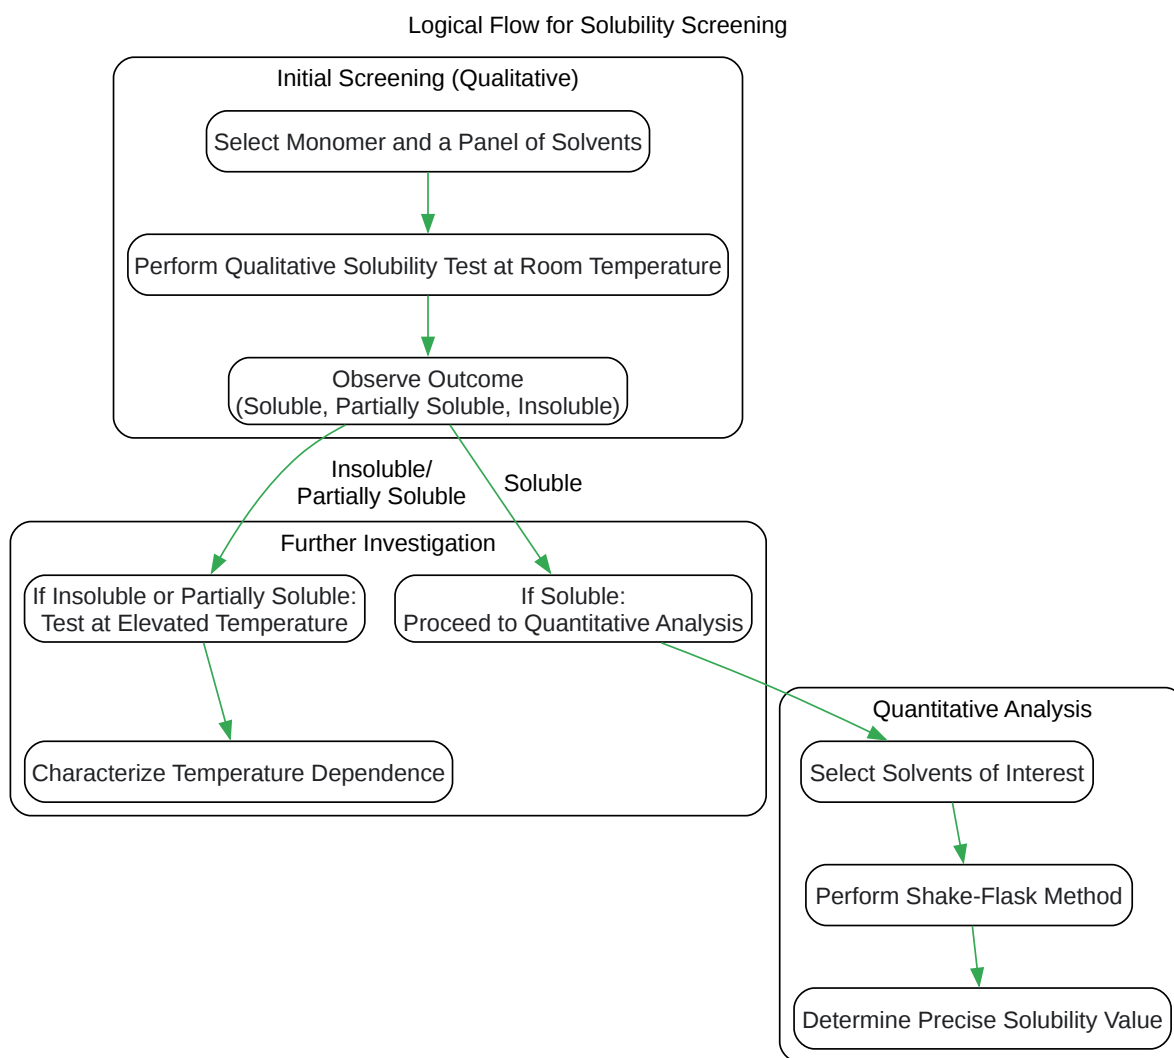 Logical Flow for Solubility Screening
Initial Screening (Qualitative)
Select Monomer and a Panel of Solvents
Perform Qualitative Solubility Test at Room Temperature
Observe Outcome
(Soluble, Partially Soluble, Insoluble)
Insoluble/
Partially Soluble
Soluble
Further Investigation
If Insoluble or Partially Soluble:
Test at Elevated Temperature
If Soluble:
Proceed to Quantitative Analysis
Characterize Temperature Dependence
Quantitative Analysis
Select Solvents of Interest
Perform Shake-Flask Method
Determine Precise Solubility Value